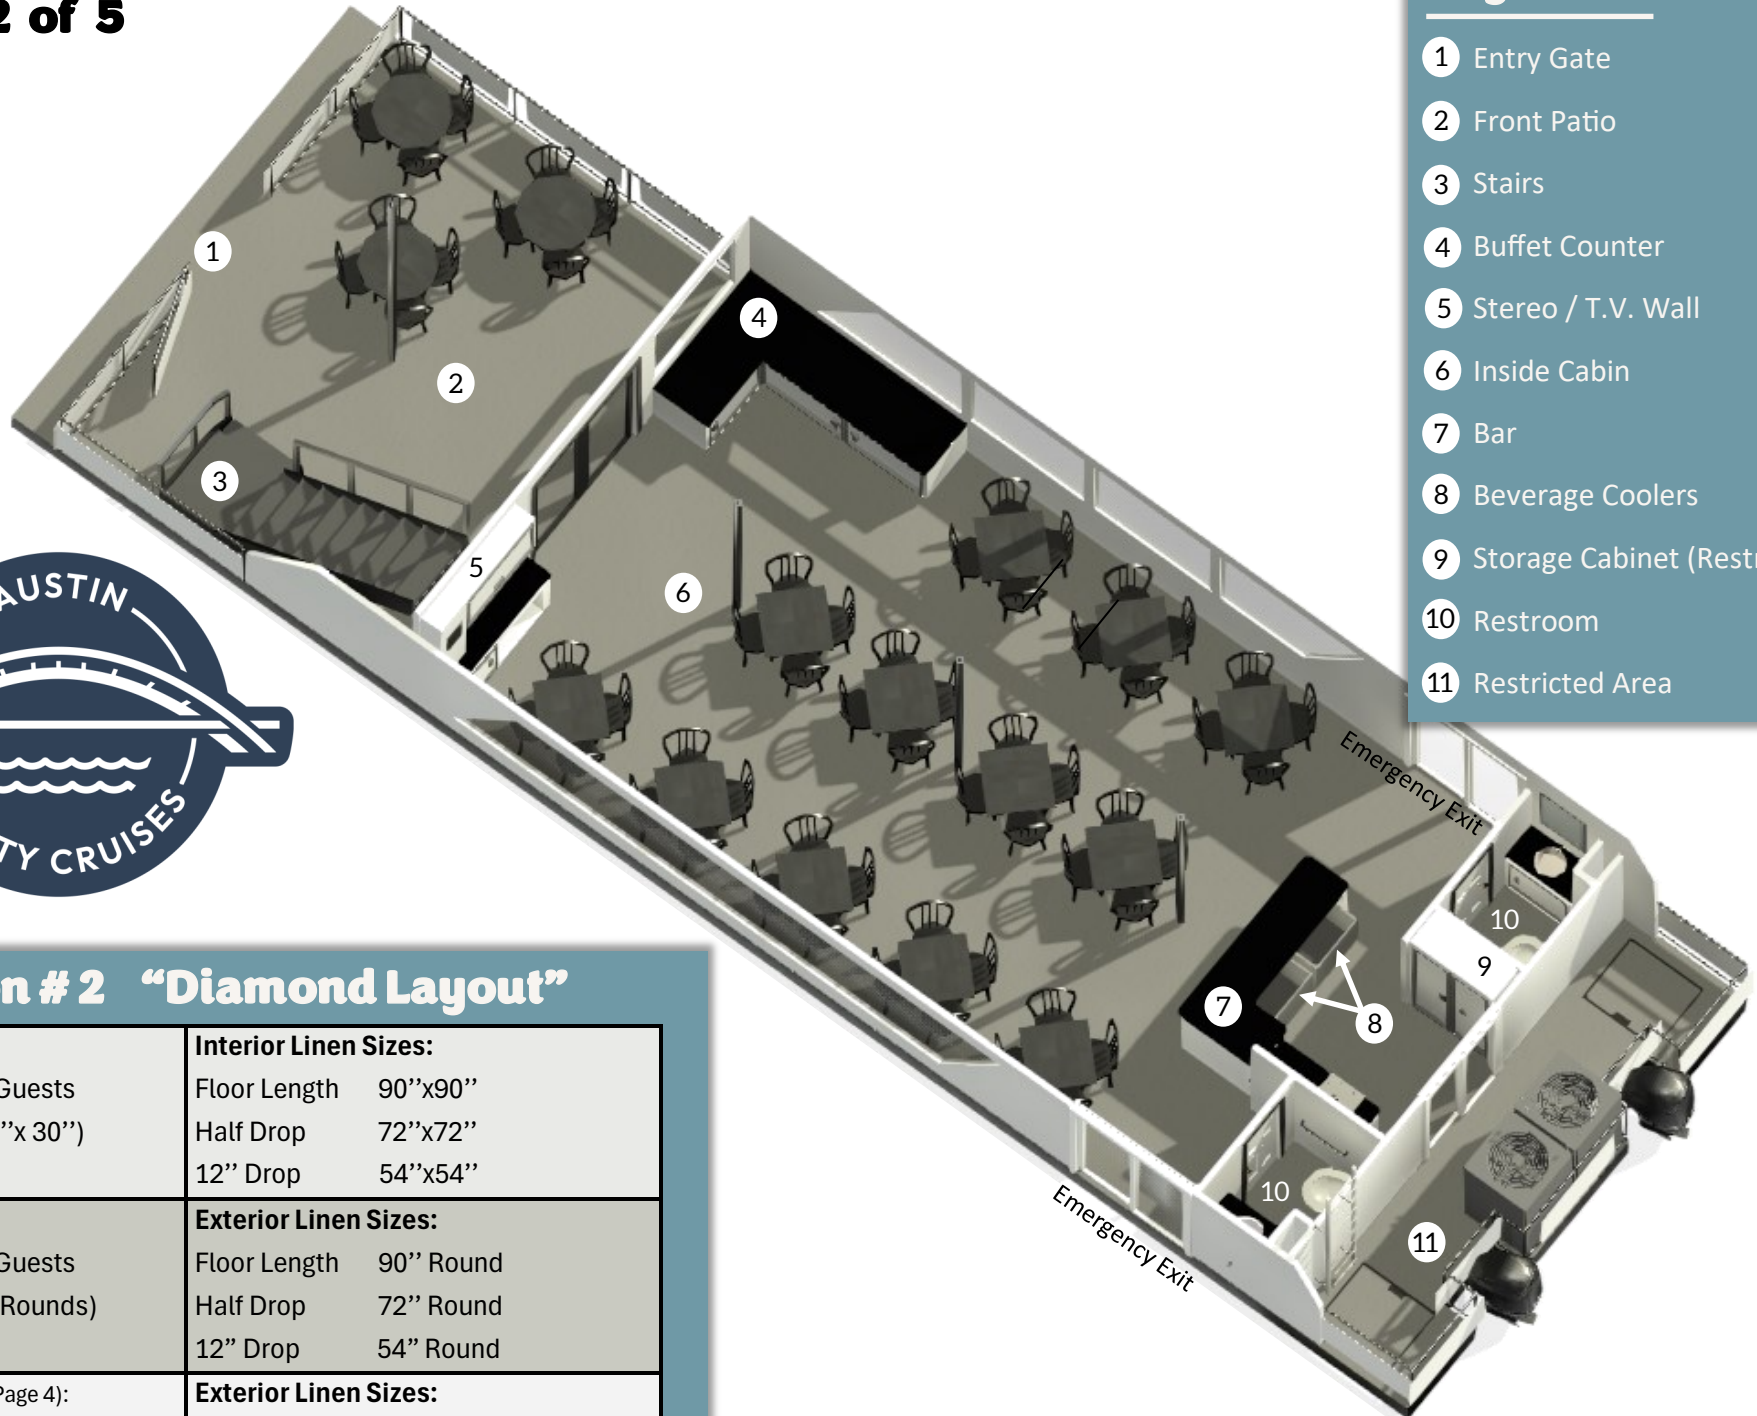 2 of 5
1 Entry Gate
2 Front Patio
3 Stairs
4 Buffet Counter
5 Stereo / T.V. Wall
6 Inside Cabin
7 Bar
8 Beverage Coolers
9 Storage Cabinet
10 Restroom
11 Restricted Area
1
2
3
4
5
6
Emergency Exit
7
8
9
10
10
11
Emergency Exit
AUSTIN
CRUISES
# 2 “Diamond Layout”
Interior Linen Sizes:
Guests Floor Length 90’’x90’’
’’x 30’’) Half Drop 72’’x72’’
12’’ Drop 54’’x54’’
Exterior Linen Sizes:
Guests Floor Length 90’’ Round
Rounds) Half Drop 72’’ Round
12” Drop 54” Round
Page 4): Exterior Linen Sizes: